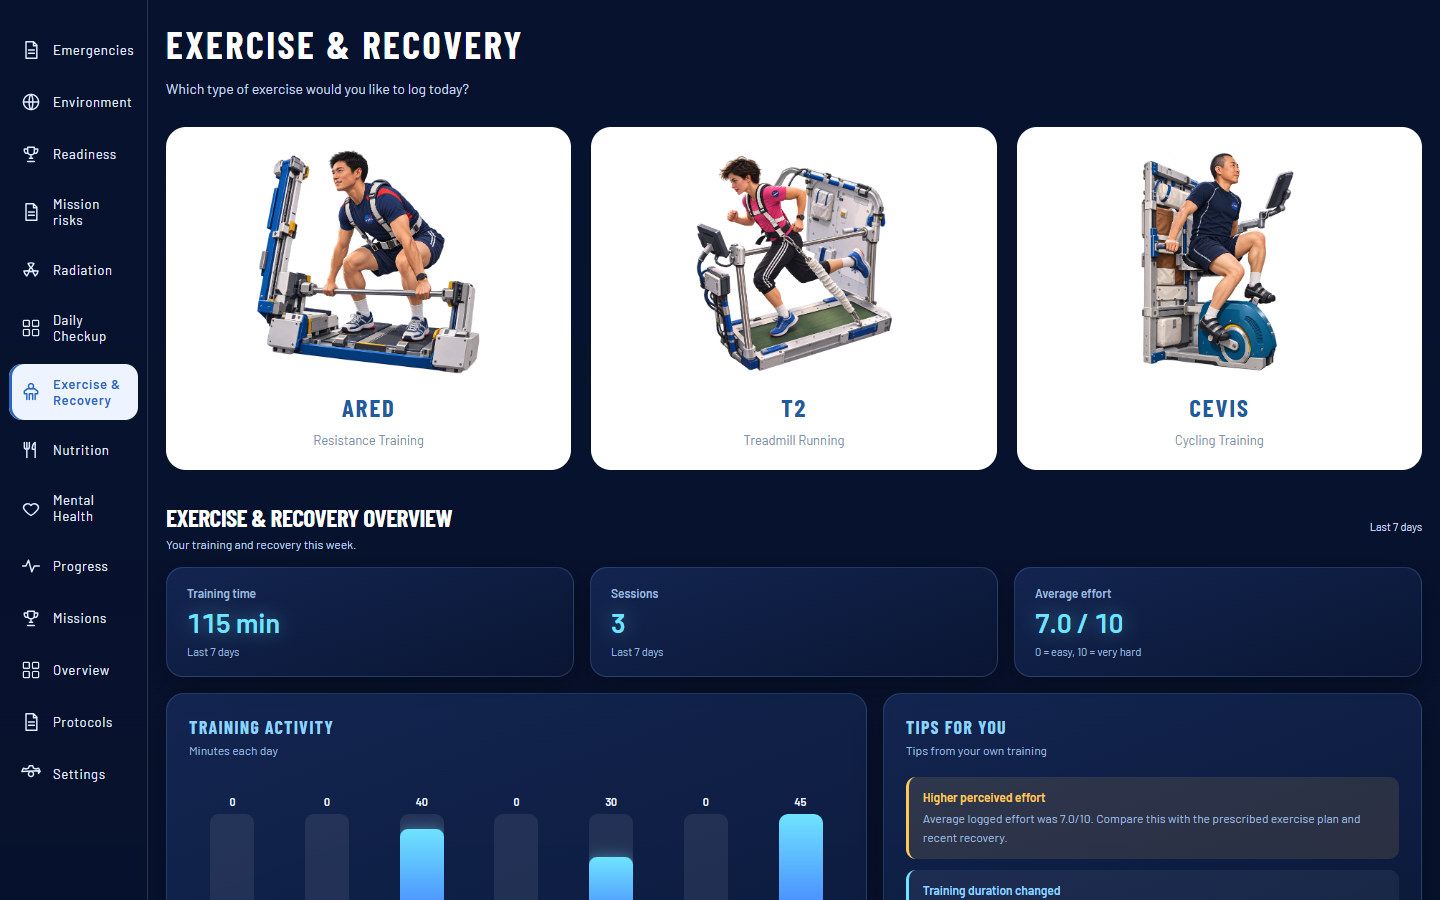 Emergencies
Environment
Readiness
Mission
risks
Radiation
Daily
Checkup
Exercise &
Recovery
Nutrition
Mental
Health
Progress
Missions
Overview
Protocols
Settings
EXERCISE & RECOVERY
Which type of exercise would you like to log today?
ARED
Resistance Training
T2
Treadmill Running
CEVIS
Cycling Training
EXERCISE & RECOVERY OVERVIEW
Your training and recovery this week.
Last 7 days
Training time
115 min
Last 7 days
Sessions
3
Last 7 days
Average effort
7.0 / 10
0 = easy, 10 = very hard
TRAINING ACTIVITY
Minutes each day
0 0 40 0 30 0 45
TIPS FOR YOU
Tips from your own training
Higher perceived effort
Average logged effort was 7.0/10. Compare this with the prescribed exercise plan and
recent recovery.
Training duration changed